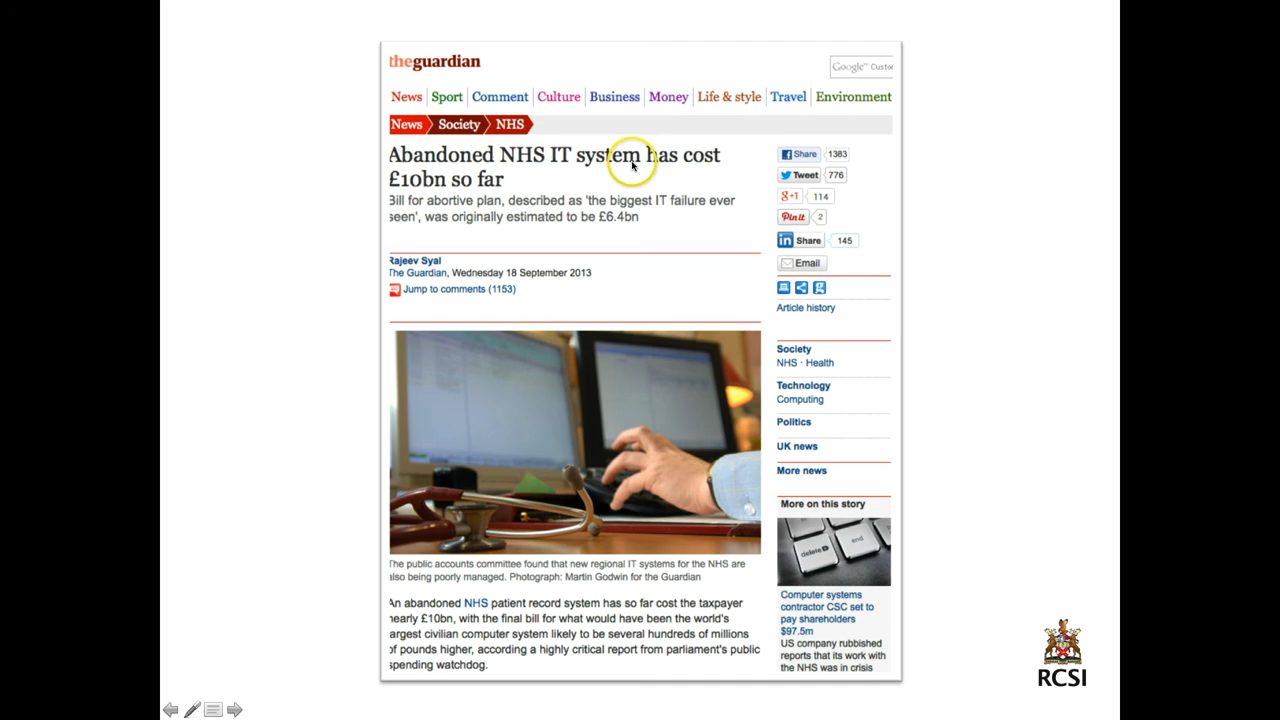 theguardian
Google™ Custo
News Sport Comment Culture Business Money Life & style Travel Environment
News Society NHS
Abandoned NHS IT system has cost
£10bn so far
Bill for abortive plan, described as 'the biggest IT failure ever
seen', was originally estimated to be £6.4bn
Rajeev Syal
The Guardian, Wednesday 18 September 2013
Jump to comments (1153)
Share 1383
Tweet 776
g+1 114
Pin it 2
in Share 145
Email
Article history
Society
NHS · Health
Technology
Computing
Politics
UK news
More news
More on this story
delete
end
Computer systems
contractor CSC set to
pay shareholders
$97.5m
US company rubbished
reports that its work with
the NHS was in crisis
The public accounts committee found that new regional IT systems for the NHS are
also being poorly managed. Photograph: Martin Godwin for the Guardian
An abandoned NHS patient record system has so far cost the taxpayer
nearly £10bn, with the final bill for what would have been the world's
largest civilian computer system likely to be several hundreds of millions
of pounds higher, according a highly critical report from parliament's public
spending watchdog.
RCSI